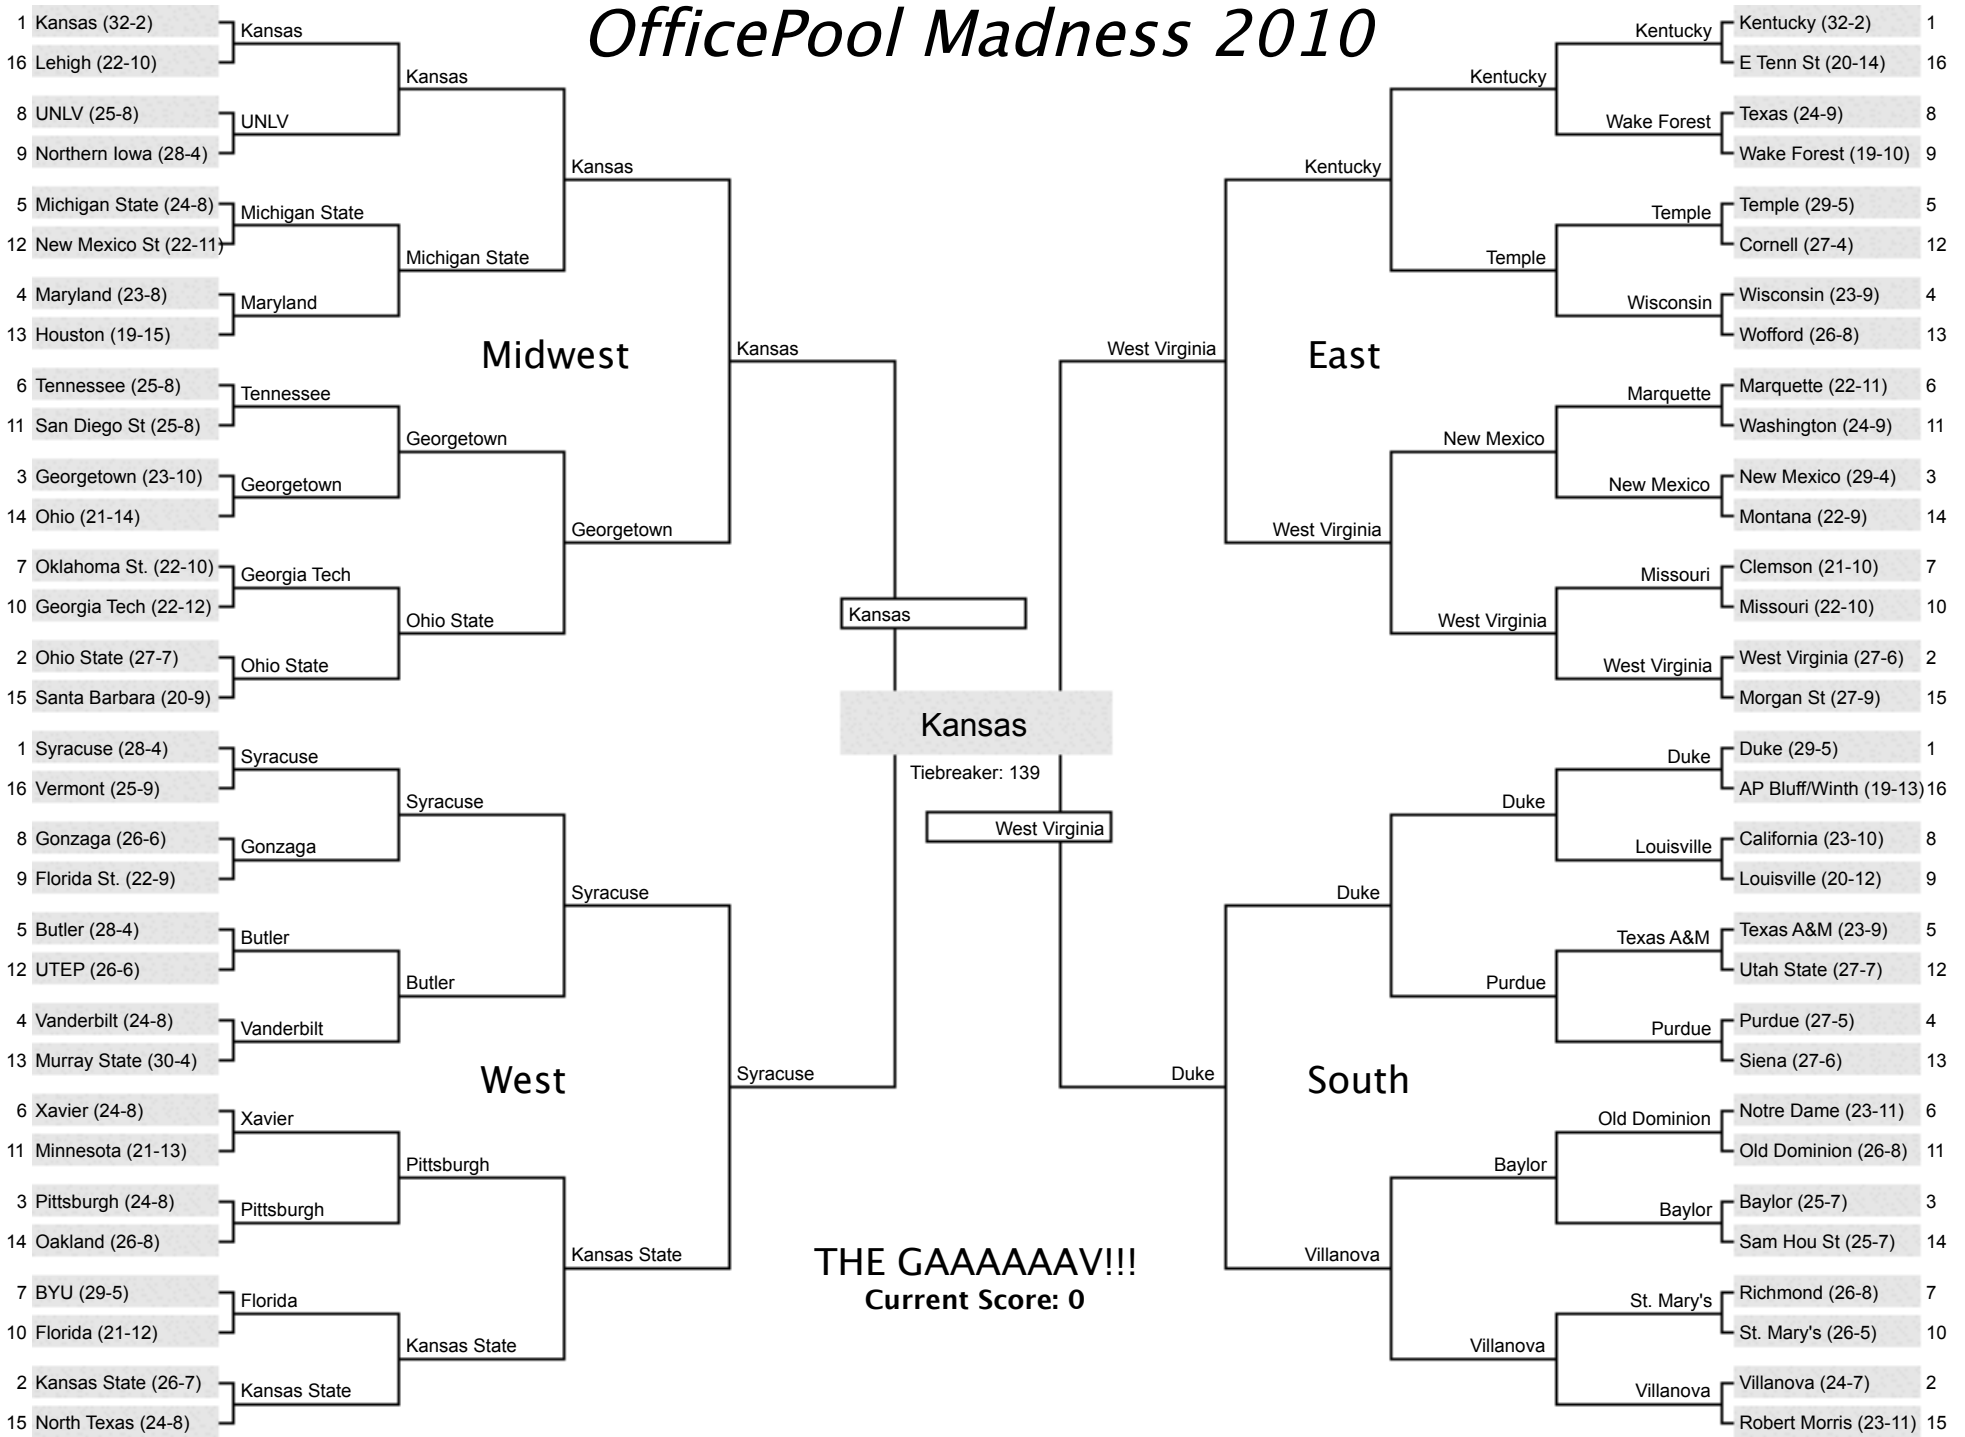 OfficePool Madness 2010
1 Kansas (32-2)
16 Lehigh (22-10)
8 UNLV (25-8)
9 Northern Iowa (28-4)
5 Michigan State (24-8)
12 New Mexico St (22-11)
4 Maryland (23-8)
13 Houston (19-15)
6 Tennessee (25-8)
11 San Diego St (25-8)
3 Georgetown (23-10)
14 Ohio (21-14)
7 Oklahoma St. (22-10)
10 Georgia Tech (22-12)
2 Ohio State (27-7)
15 Santa Barbara (20-9)
Kansas
UNLV
Michigan State
Maryland
Tennessee
Georgetown
Georgia Tech
Ohio State
Kansas
Michigan State
Georgetown
Ohio State
Kansas
Georgetown
Kansas
Midwest
1 Syracuse (28-4)
16 Vermont (25-9)
8 Gonzaga (26-6)
9 Florida St. (22-9)
5 Butler (28-4)
12 UTEP (26-6)
4 Vanderbilt (24-8)
13 Murray State (30-4)
6 Xavier (24-8)
11 Minnesota (21-13)
3 Pittsburgh (24-8)
14 Oakland (26-8)
7 BYU (29-5)
10 Florida (21-12)
2 Kansas State (26-7)
15 North Texas (24-8)
Syracuse
Gonzaga
Butler
Vanderbilt
Xavier
Pittsburgh
Florida
Kansas State
Syracuse
Butler
Pittsburgh
Kansas State
Syracuse
Kansas State
Syracuse
West
Kansas
Kansas
Tiebreaker: 139
West Virginia
THE GAAAAAAV!!!
Current Score: 0
Kentucky (32-2) 1
E Tenn St (20-14) 16
Texas (24-9) 8
Wake Forest (19-10) 9
Temple (29-5) 5
Cornell (27-4) 12
Wisconsin (23-9) 4
Wofford (26-8) 13
Marquette (22-11) 6
Washington (24-9) 11
New Mexico (29-4) 3
Montana (22-9) 14
Clemson (21-10) 7
Missouri (22-10) 10
West Virginia (27-6) 2
Morgan St (27-9) 15
Kentucky
Wake Forest
Temple
Wisconsin
Marquette
New Mexico
Missouri
West Virginia
Kentucky
Temple
New Mexico
West Virginia
Kentucky
West Virginia
West Virginia
East
Duke (29-5) 1
AP Bluff/Winth (19-13) 16
California (23-10) 8
Louisville (20-12) 9
Texas A&M (23-9) 5
Utah State (27-7) 12
Purdue (27-5) 4
Siena (27-6) 13
Notre Dame (23-11) 6
Old Dominion (26-8) 11
Baylor (25-7) 3
Sam Hou St (25-7) 14
Richmond (26-8) 7
St. Mary's (26-5) 10
Villanova (24-7) 2
Robert Morris (23-11) 15
Duke
Louisville
Texas A&M
Purdue
Old Dominion
Baylor
St. Mary's
Villanova
Duke
Purdue
Baylor
Villanova
Duke
Villanova
Duke
South